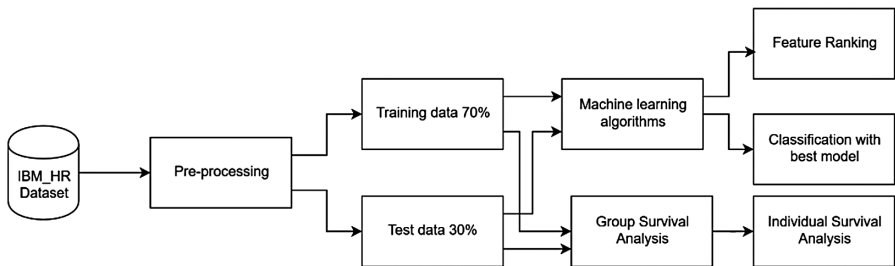 IBM_HR
Dataset
Pre-processing
Training data 70%
Test data 30%
Machine learning
algorithms
Group Survival
Analysis
Feature Ranking
Classification with
best model
Individual Survival
Analysis